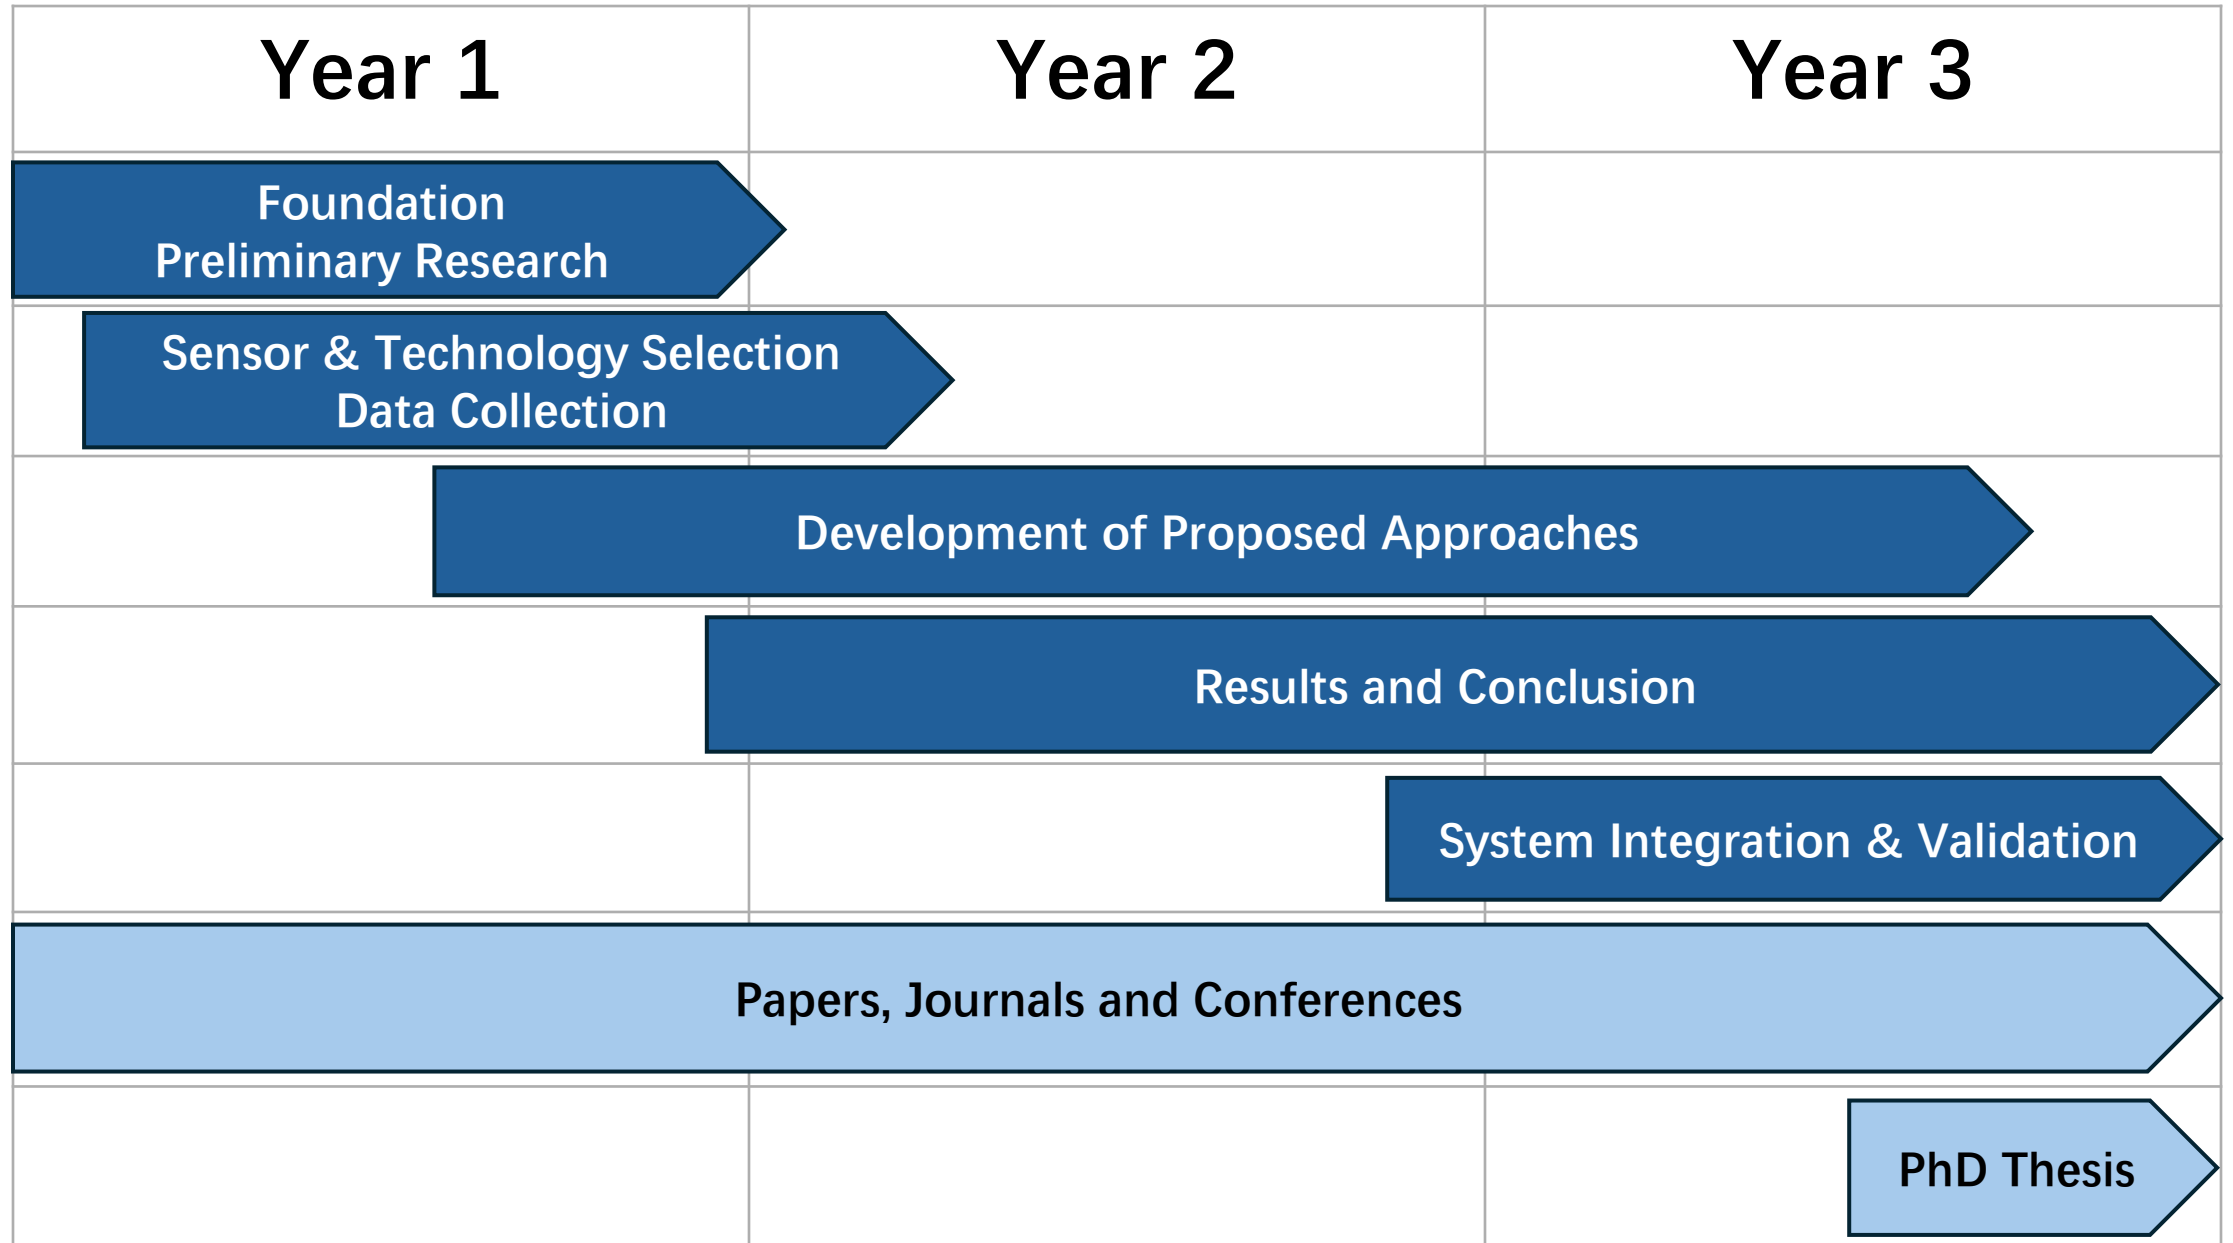 Year 1
Year 2
Year 3
Foundation
Preliminary Research
Sensor & Technology Selection
Data Collection
Development of Proposed Approaches
Results and Conclusion
System Integration & Validation
Papers, Journals and Conferences
PhD Thesis